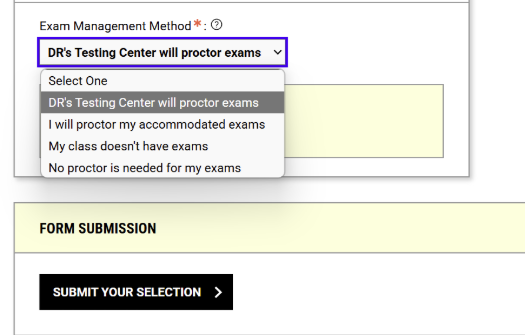 Exam Management Method * :
DR's Testing Center will proctor exams
Select One
DR's Testing Center will proctor exams
I will proctor my accommodated exams
My class doesn't have exams
No proctor is needed for my exams
FORM SUBMISSION
SUBMIT YOUR SELECTION